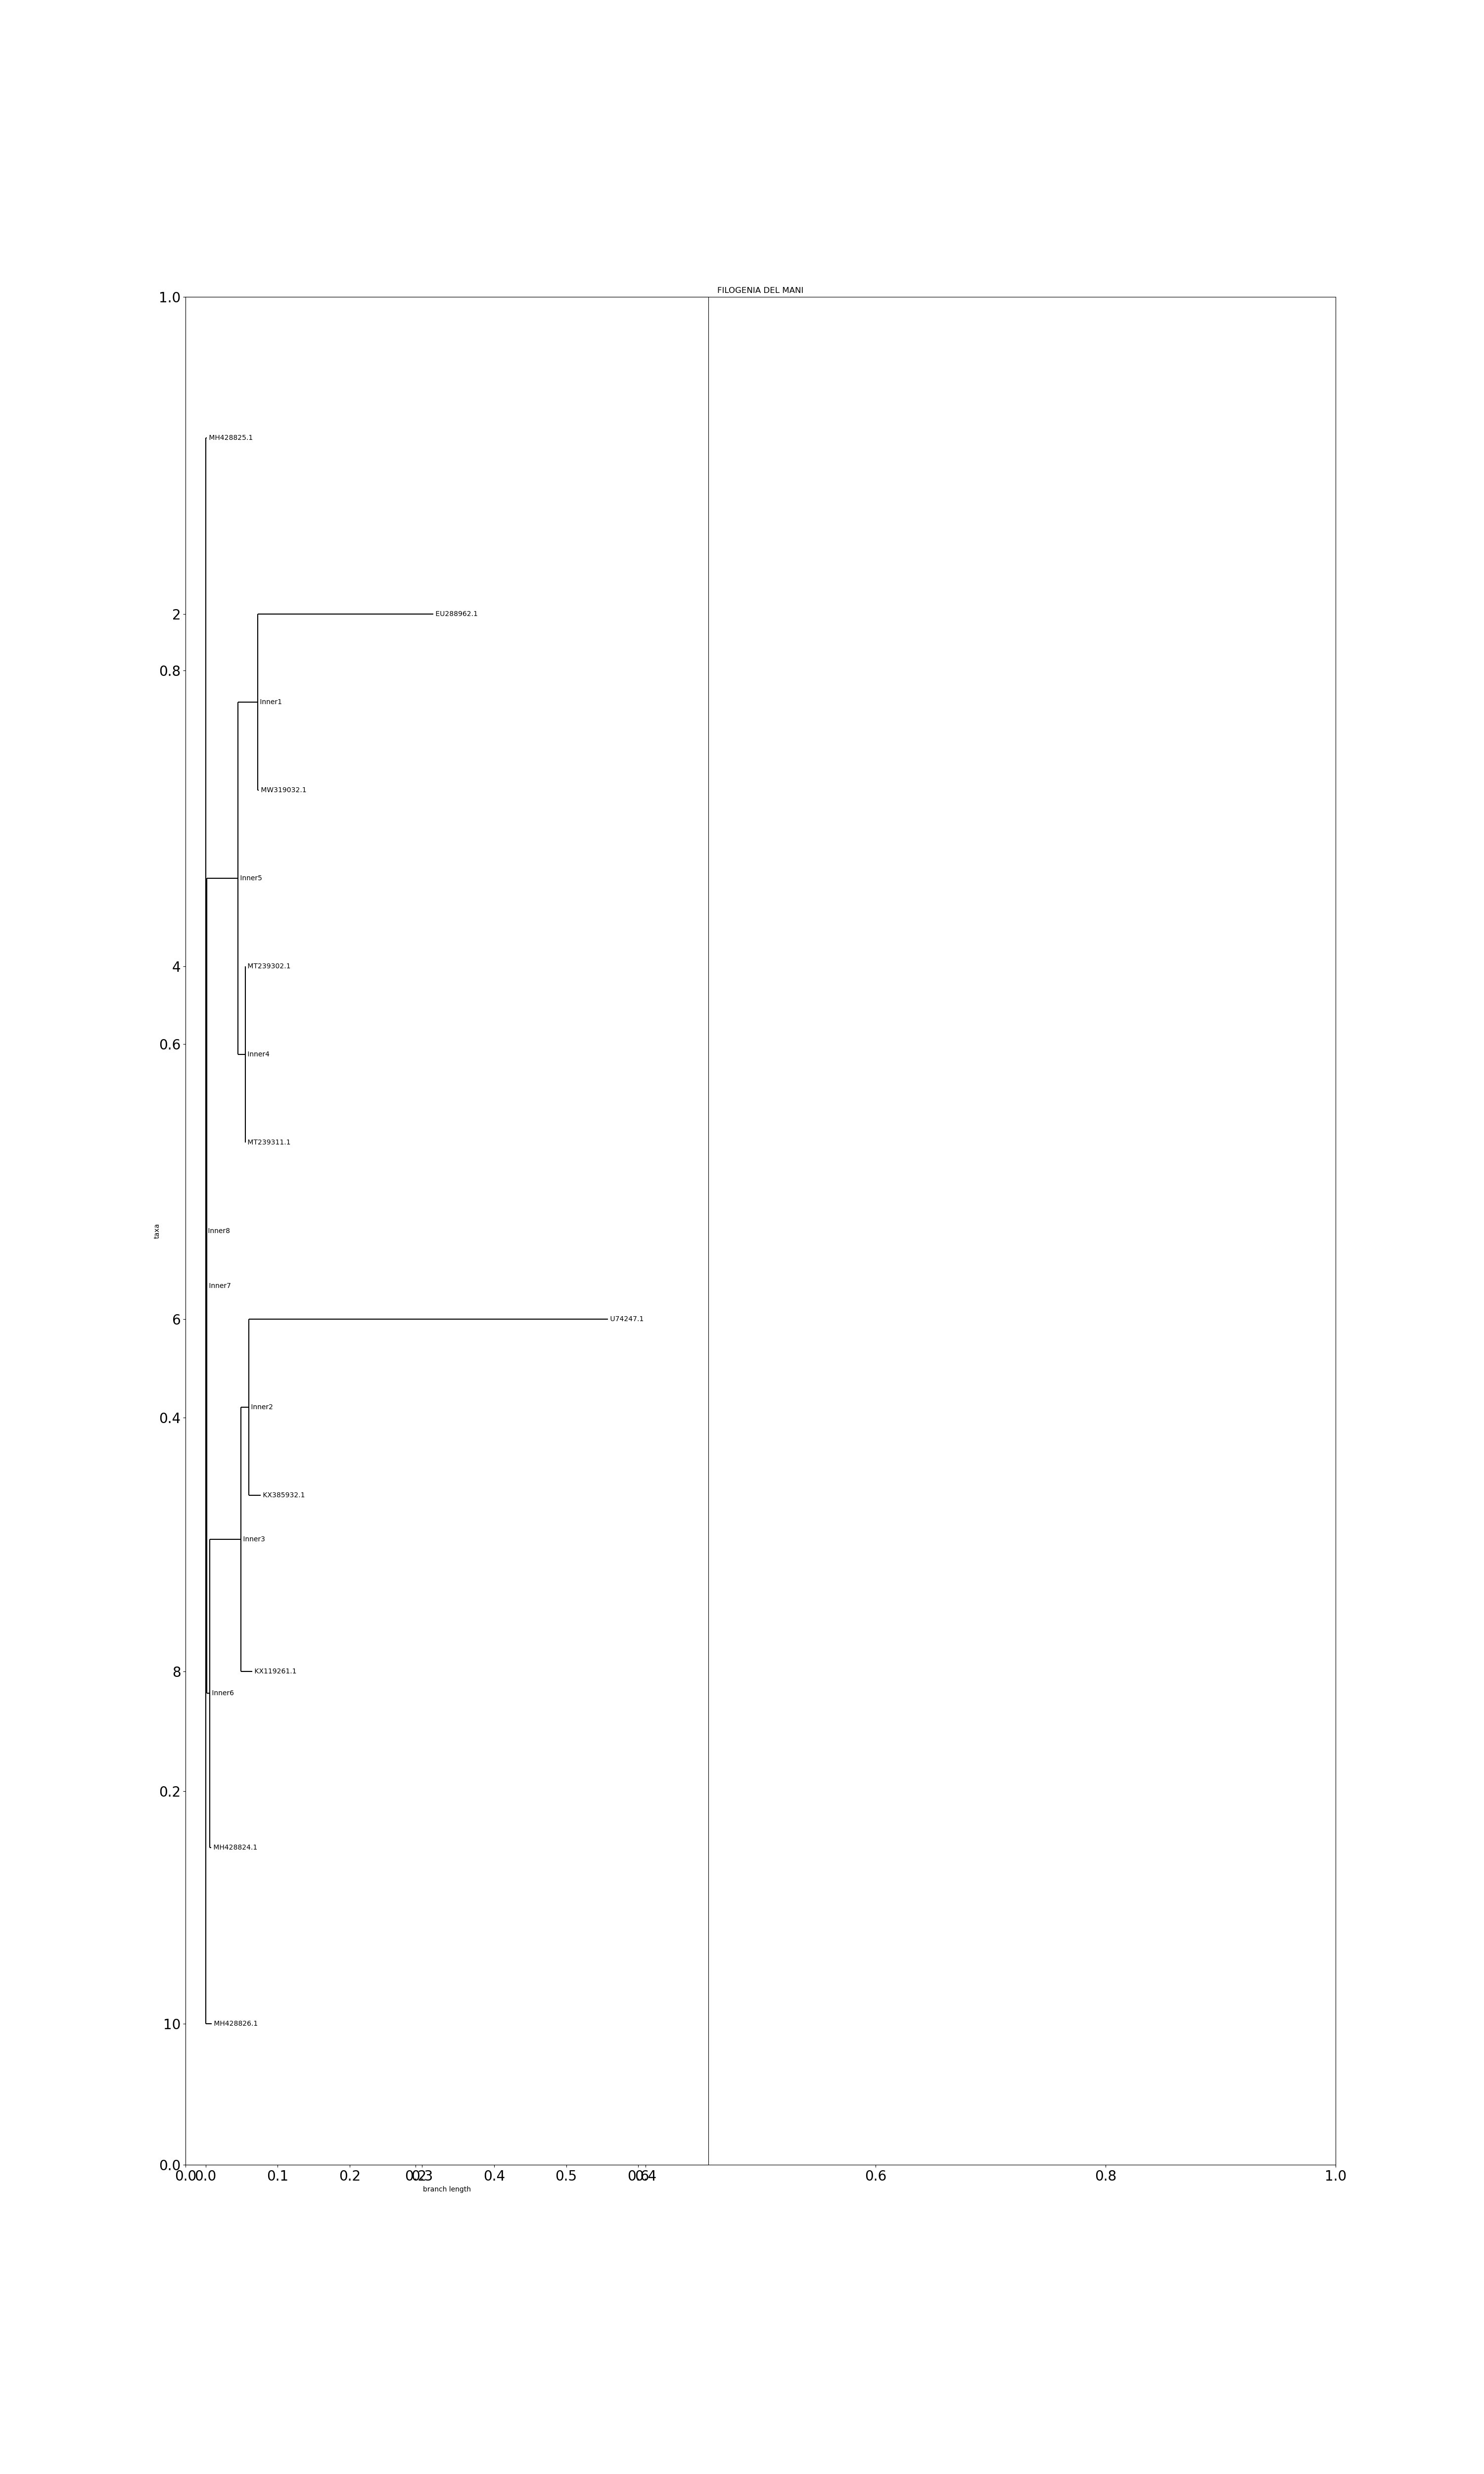 FILOGENIA DEL MANI
1.0
MH428825.1
2
EU288962.1
0.8
Inner1
MW319032.1
Inner5
4
MT239302.1
0.6
Inner4
MT239311.1
taxa
Inner8
Inner7
6
U74247.1
Inner2
0.4
KX385932.1
Inner3
8
KX119261.1
Inner6
0.2
MH428824.1
10
MH428826.1
0.0
0.0 0.0 0.1 0.2 0.2 0.3 0.4 0.5 0.6 0.4 0.6 0.8 1.0
branch length